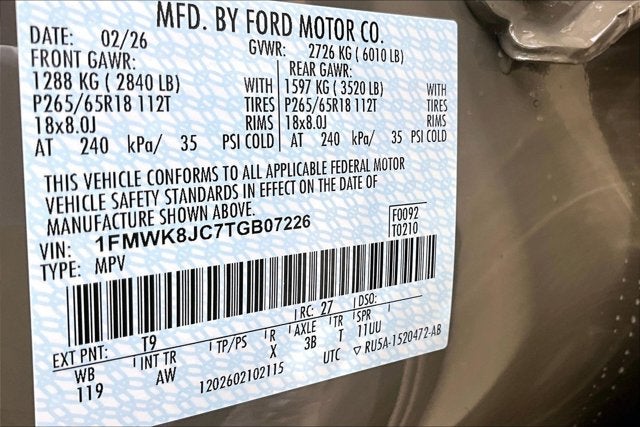 MFD. BY FORD MOTOR CO.
DATE: 02/26 GVWR: 2726 KG ( 6010 LB)
FRONT GAWR: REAR GAWR:
1288 KG ( 2840 LB) WITH 1597 KG ( 3520 LB) WITH
P265/65R18 112T TIRES P265/65R18 112T TIRES
18x8.0J RIMS 18x8.0J RIMS
AT 240 kPa/ 35 PSI COLD AT 240 kPa/ 35 PSI COLD
THIS VEHICLE CONFORMS TO ALL APPLICABLE FEDERAL MOTOR
VEHICLE SAFETY STANDARDS IN EFFECT ON THE DATE OF
MANUFACTURE SHOWN ABOVE.
VIN: 1FMWK8JC7TGB07226 F0092
TYPE: MPV T0210
EXT PNT: T9 RC: 27 DSO:
WB INT TR TP/PS R AXLE TR SPR
119 AW X 3B T 11UU
1202602102115 UTC ▽ RU5A-1520472-AB